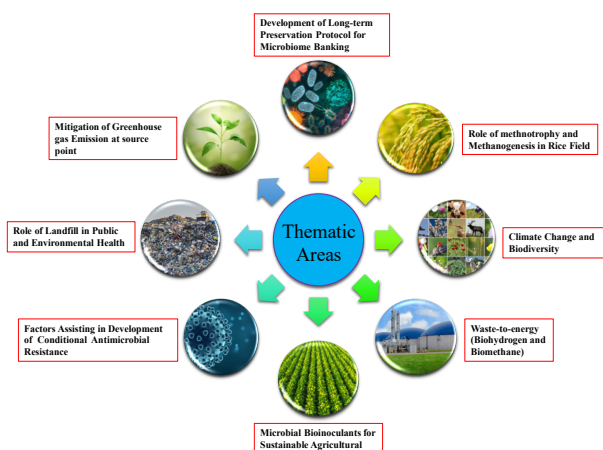 Development of Long-term
Preservation Protocol for
Microbiome Banking
Mitigation of Greenhouse
gas Emission at source
point
Role of methnotrophy and
Methanogenesis in Rice Field
Role of Landfill in Public
and Environmental Health
Thematic
Areas
Climate Change and
Biodiversity
Factors Assisting in Development
of Conditional Antimicrobial
Resistance
Waste-to-energy
(Biohydrogen and
Biomethane)
Microbial Bioinoculants for
Sustainable Agricultural